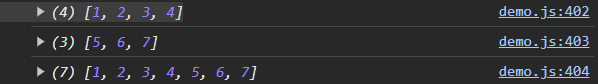 ▶ (4) [1, 2, 3, 4] demo.js:402
▶ (3) [5, 6, 7] demo.js:403
▶ (7) [1, 2, 3, 4, 5, 6, 7] demo.js:404